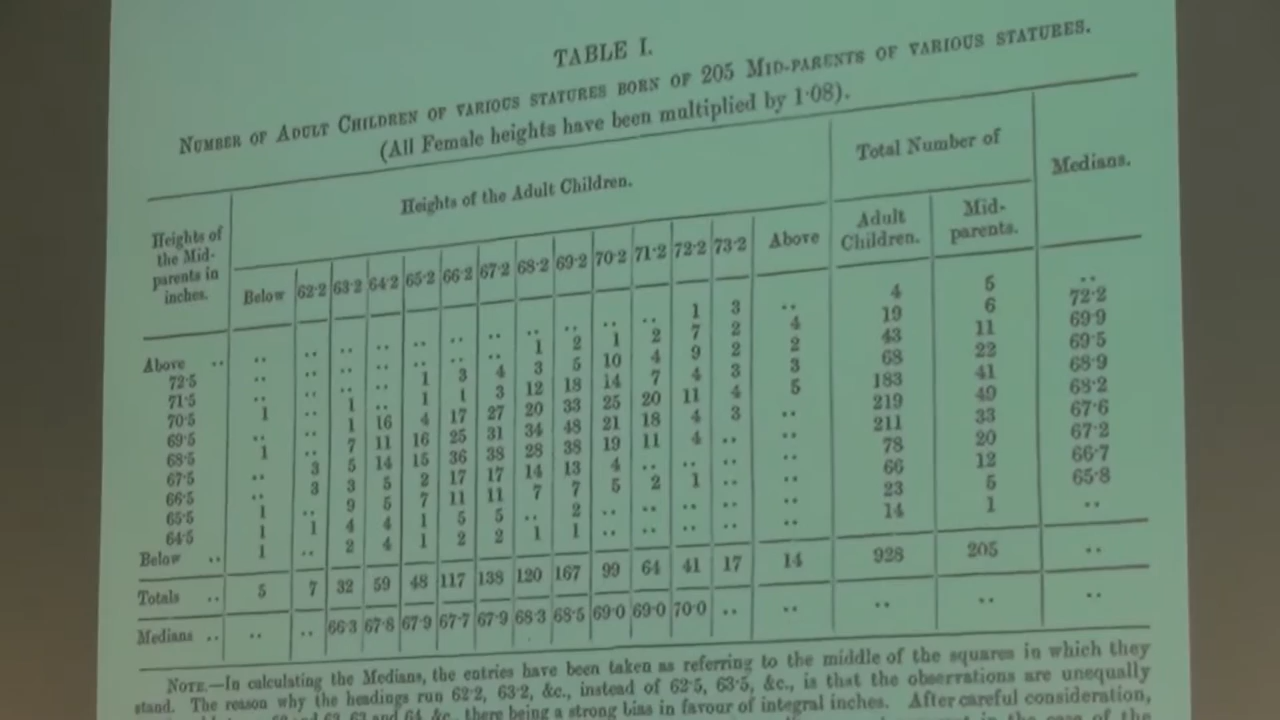 TABLE I.
NUMBER OF ADULT CHILDREN OF VARIOUS STATURES BORN OF 205 MID-PARENTS OF VARIOUS STATURES.
(All Female heights have been multiplied by 1·08).
Heights of the Mid-parents in inches.
Heights of the Adult Children.
Total Number of
Medians.
Below 62·2 63·2 64·2 65·2 66·2 67·2 68·2 69·2 70·2 71·2 72·2 73·2 Above
Adult Children.
Mid-parents.
Above .. .. .. .. .. .. .. .. .. .. .. .. 1 3 .. 4 5 ..
72·5 .. .. .. .. .. .. .. 1 2 1 2 7 2 4 19 6 72·2
71·5 .. .. .. .. 1 3 4 3 5 10 4 9 2 2 43 11 69·9
70·5 1 .. 1 .. 1 1 3 12 18 14 7 4 3 3 68 22 69·5
69·5 .. .. 1 16 4 17 27 20 33 25 20 11 4 5 183 41 68·9
68·5 1 .. 7 11 16 25 31 34 48 21 18 4 3 .. 219 49 68·2
67·5 .. 3 5 14 15 36 38 28 38 19 11 4 .. .. 211 33 67·6
66·5 .. 3 3 5 2 17 17 14 13 4 .. .. .. .. 78 20 67·2
65·5 1 .. 9 5 7 11 11 7 7 5 2 1 .. .. 66 12 66·7
64·5 1 1 4 4 1 5 5 .. 2 .. .. .. .. .. 23 5 65·8
Below .. 1 .. 2 4 1 2 2 1 1 .. .. .. .. .. 14 1 ..
Totals .. 5 7 32 59 48 117 138 120 167 99 64 41 17 14 928 205 ..
Medians .. .. .. 66·3 67·8 67·9 67·7 67·9 68·3 68·5 69·0 69·0 70·0 .. .. .. .. ..
NOTE.—In calculating the Medians, the entries have been taken as referring to the middle of the squares in which they
stand. The reason why the headings run 62·2, 63·2, &c., instead of 62·5, 63·5, &c., is that the observations are unequally
62 and 63, 63 and 64, &c., there being a strong bias in favour of integral inches. After careful consideration,
in the case of the